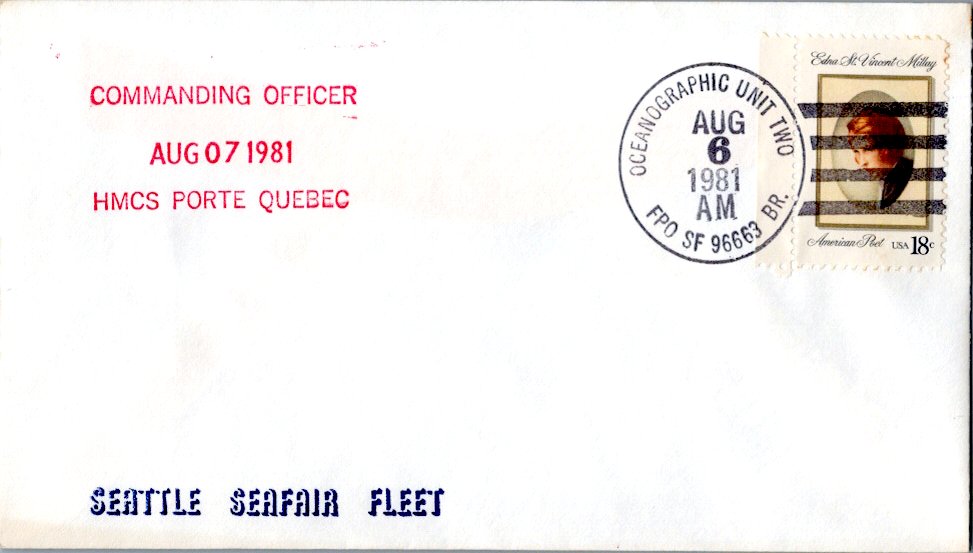 COMMANDING OFFICER
AUG 07 1981
HMCS PORTE QUEBEC
OCEANOGRAPHIC UNIT TWO
AUG
6
1981
AM
FPO SF 96663 BR.
Edna St. Vincent Millay
American Poet USA 18c
SEATTLE SEAFAIR FLEET